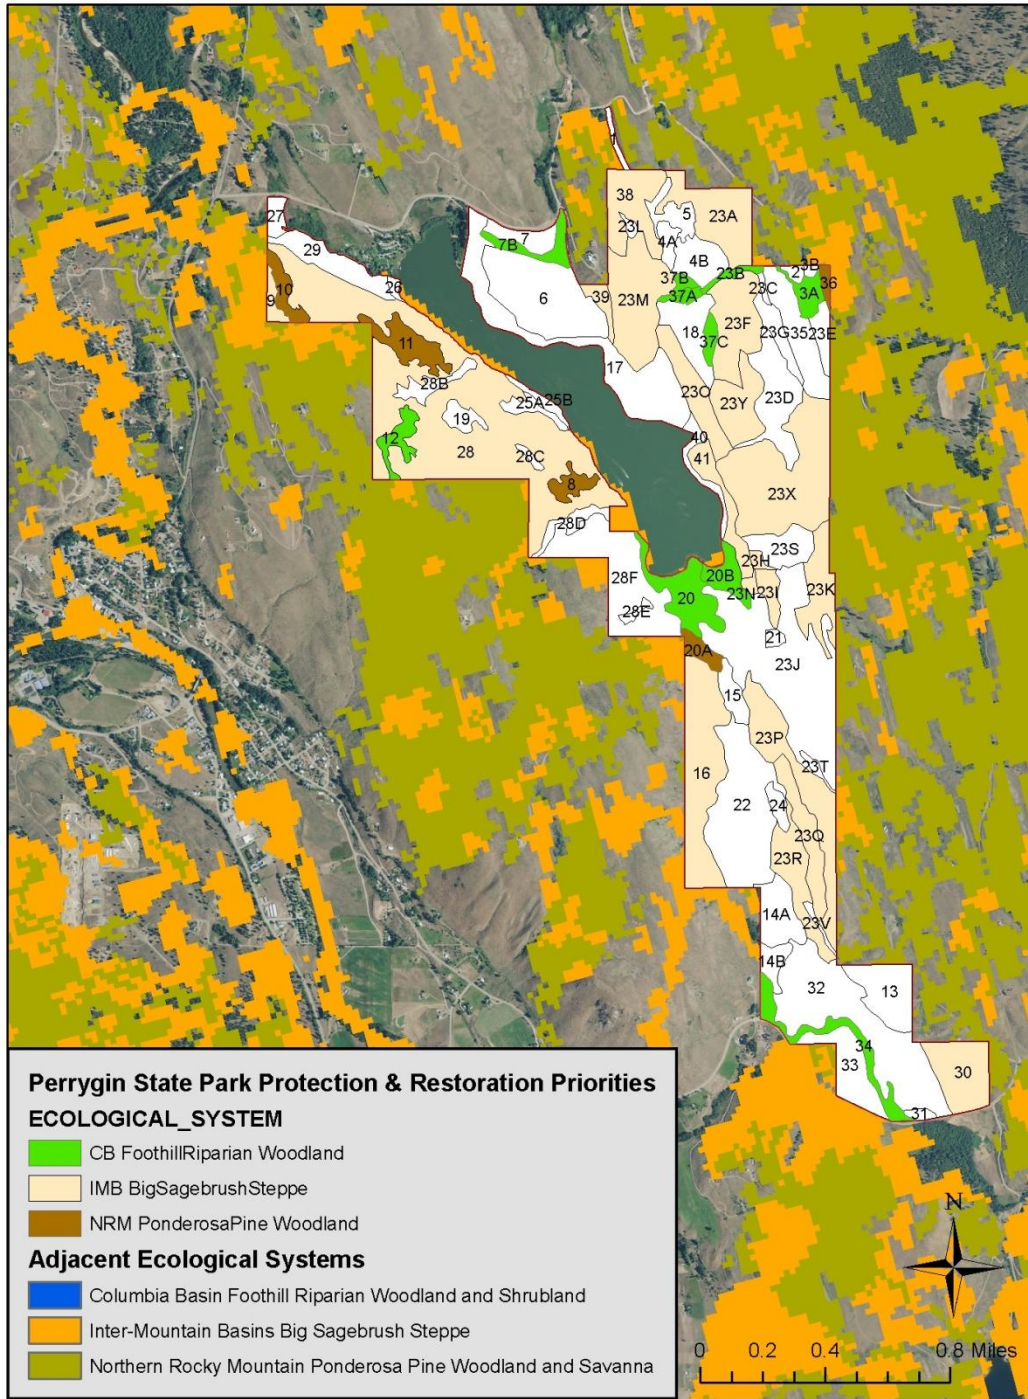 1
38
5
23A
23L
4A
27
7
4B
7B
37B
23B
3B
2
29
23C
37A
3A
36
26
10
6
39
23M
9
23F
18
37C
23G
35
23E
11
17
28B
23O
23Y
23D
25A
25B
19
12
40
28
28C
41
8
23X
28D
23S
23H
28F
20B
23I
23K
20
23N
28E
21
20A
23J
15
23P
16
23T
22
24
23Q
23R
14A
23V
14B
32
13
34
33
30
31
Perrygin State Park Protection & Restoration Priorities
ECOLOGICAL_SYSTEM
CB FoothillRiparian Woodland
IMB BigSagebrushSteppe
NRM PonderosaPine Woodland
Adjacent Ecological Systems
Columbia Basin Foothill Riparian Woodland and Shrubland
Inter-Mountain Basins Big Sagebrush Steppe
Northern Rocky Mountain Ponderosa Pine Woodland and Savanna
N
0 0.2 0.4 0.8 Miles